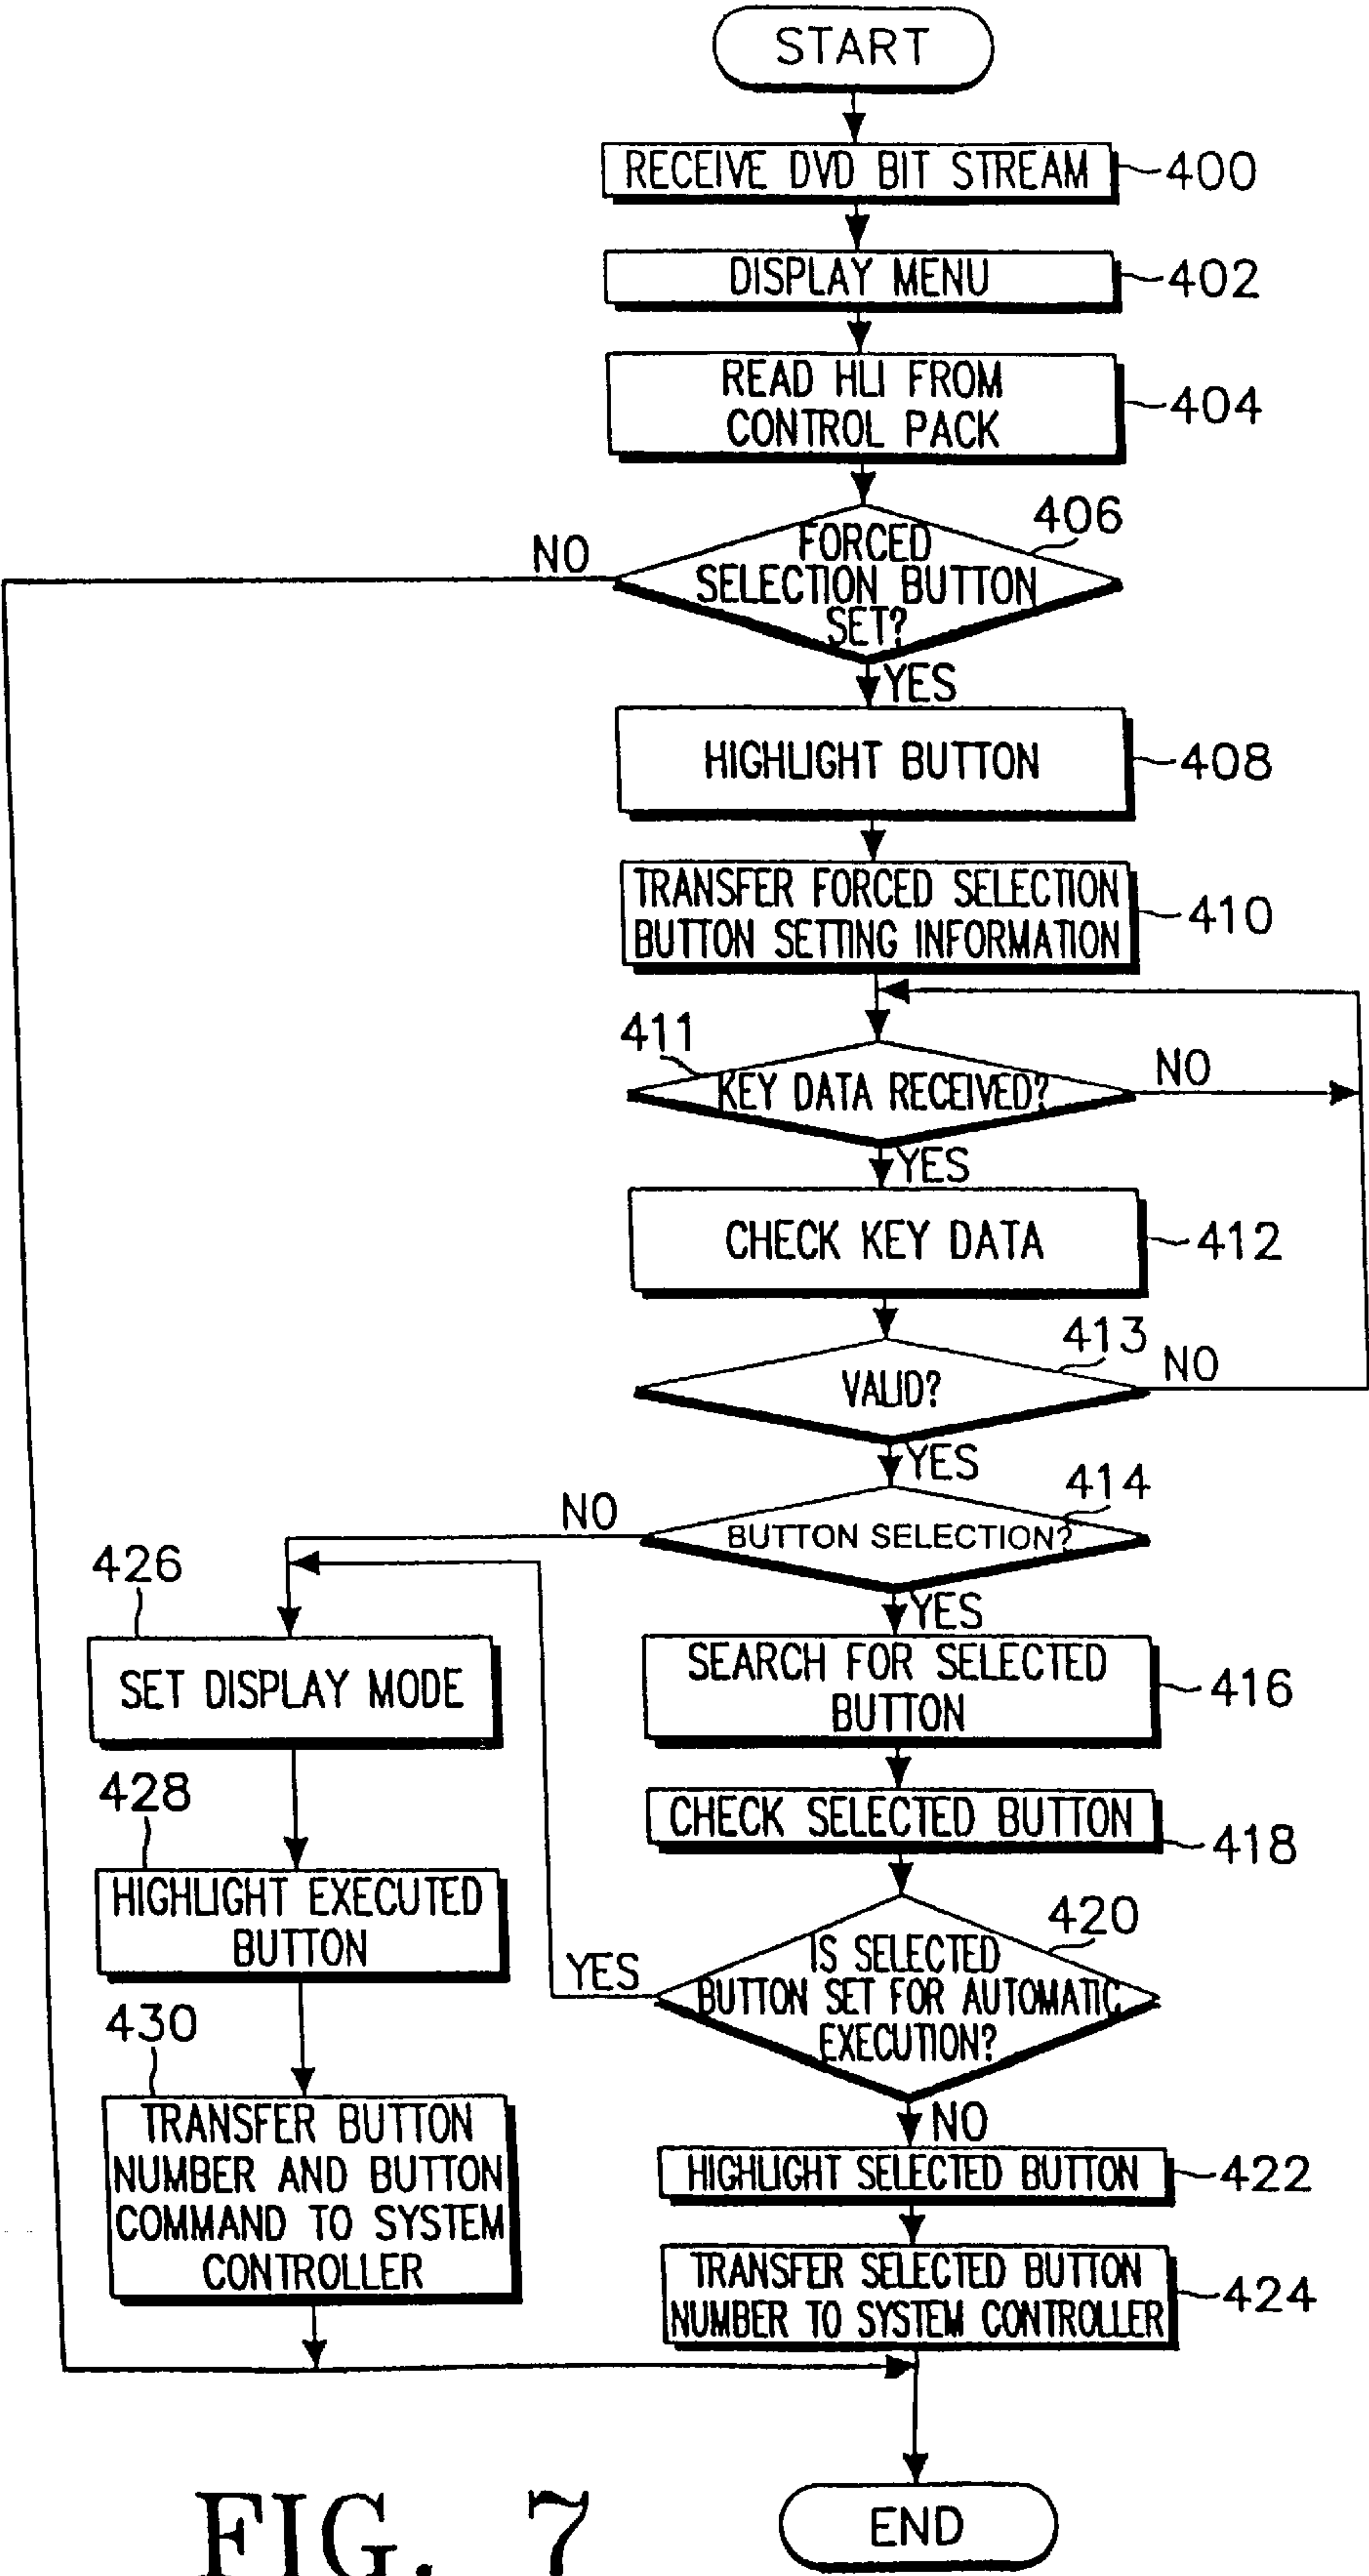 START
RECEIVE DVD BIT STREAM
400
DISPLAY MENU
402
READ HLI FROM
CONTROL PACK
404
406
NO
FORCED
SELECTION BUTTON
SET?
YES
HIGHLIGHT BUTTON
408
TRANSFER FORCED SELECTION
BUTTON SETTING INFORMATION
410
411
KEY DATA RECEIVED?
NO
YES
CHECK KEY DATA
412
413
VALID?
NO
YES
414
NO
BUTTON SELECTION?
YES
426
SET DISPLAY MODE
SEARCH FOR SELECTED
BUTTON
416
428
CHECK SELECTED BUTTON
418
HIGHLIGHT EXECUTED
BUTTON
420
YES
IS SELECTED
BUTTON SET FOR AUTOMATIC
EXECUTION?
430
NO
TRANSFER BUTTON
NUMBER AND BUTTON
COMMAND TO SYSTEM
CONTROLLER
HIGHLIGHT SELECTED BUTTON
422
TRANSFER SELECTED BUTTON
NUMBER TO SYSTEM CONTROLLER
424
END
FIG. 7